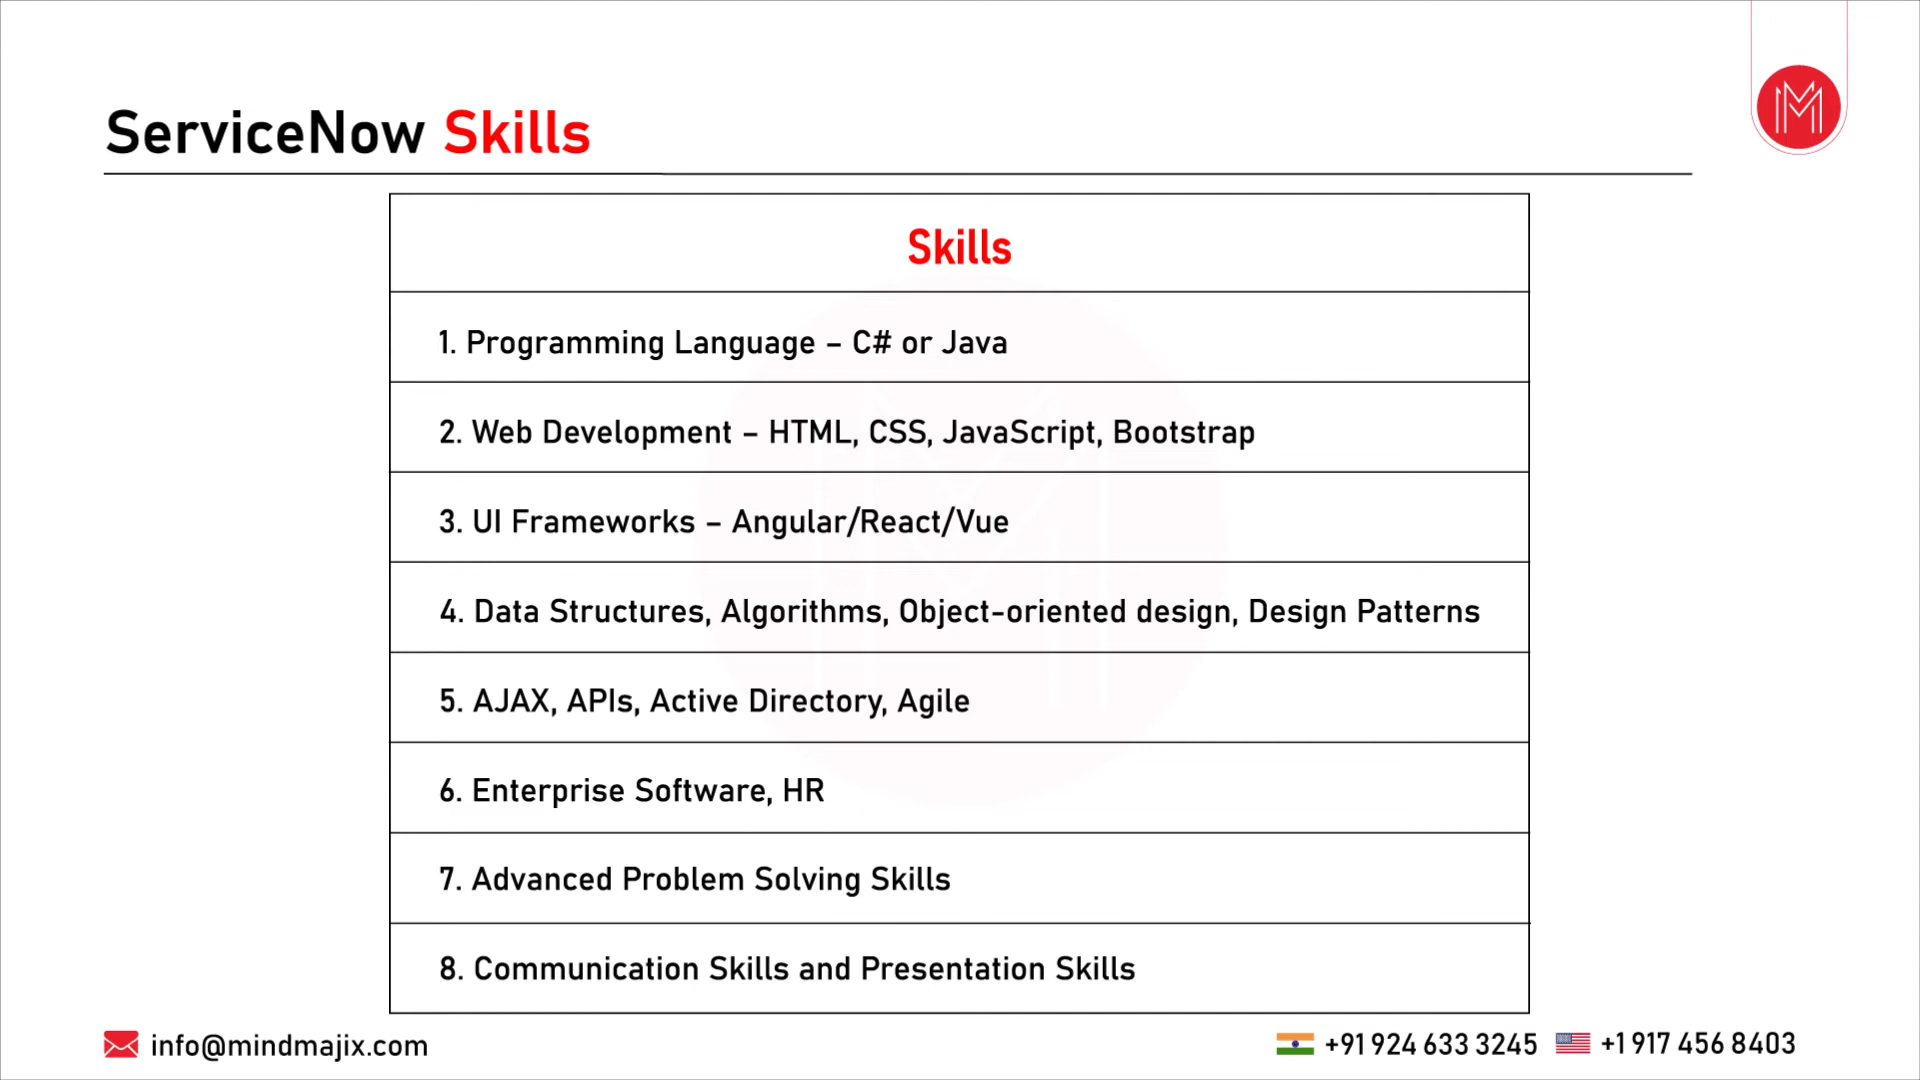 ServiceNow Skills
Skills
1. Programming Language – C# or Java
2. Web Development – HTML, CSS, JavaScript, Bootstrap
3. UI Frameworks – Angular/React/Vue
4. Data Structures, Algorithms, Object-oriented design, Design Patterns
5. AJAX, APIs, Active Directory, Agile
6. Enterprise Software, HR
7. Advanced Problem Solving Skills
8. Communication Skills and Presentation Skills
info@mindmajix.com +91 924 633 3245 +1 917 456 8403